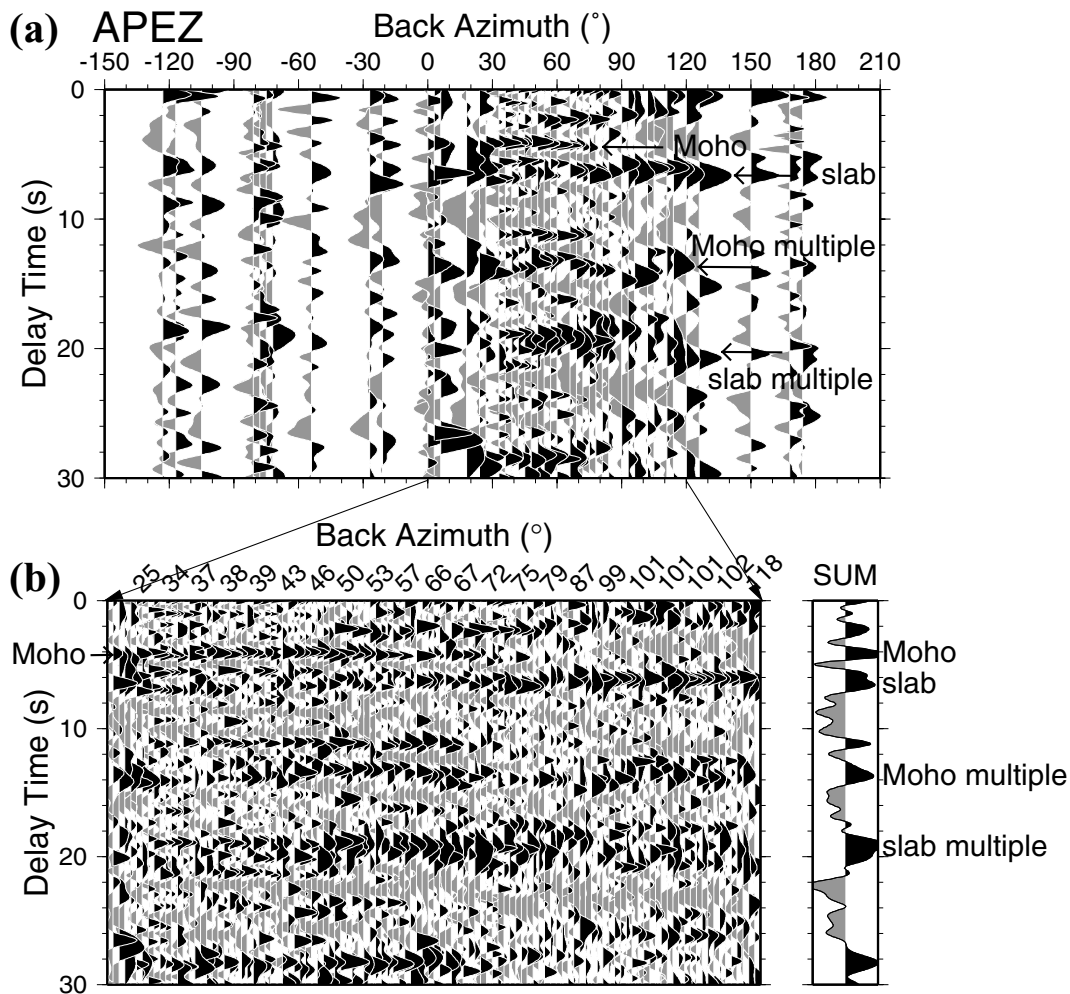 (a) APEZ Back Azimuth (°)
-150 -120 -90 -60 -30 0 30 60 90 120 150 180 210
0
Moho
slab
10
Moho multiple
20
slab multiple
30
Delay Time (s)
Back Azimuth (°)
(b) 25 34 37 38 39 43 46 50 53 57 66 67 72 75 79 87 99 101 101 101 102 118 SUM
0
Moho Moho
slab
10
Moho multiple
20 slab multiple
30
Delay Time (s)